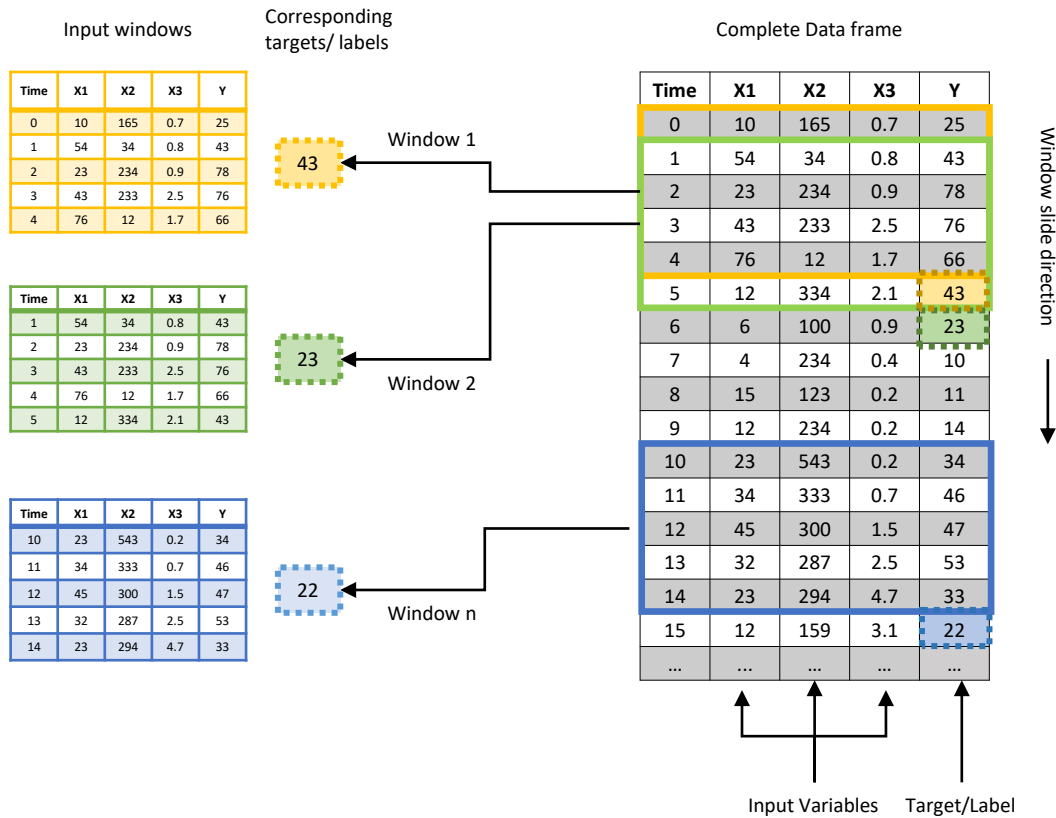 Input windows
Corresponding
targets/ labels
Complete Data frame
Time X1 X2 X3 Y
0 10 165 0.7 25
1 54 34 0.8 43
2 23 234 0.9 78
3 43 233 2.5 76
4 76 12 1.7 66
43
Window 1
Time X1 X2 X3 Y
1 54 34 0.8 43
2 23 234 0.9 78
3 43 233 2.5 76
4 76 12 1.7 66
5 12 334 2.1 43
23
Window 2
Time X1 X2 X3 Y
10 23 543 0.2 34
11 34 333 0.7 46
12 45 300 1.5 47
13 32 287 2.5 53
14 23 294 4.7 33
22
Window n
Time X1 X2 X3 Y
0 10 165 0.7 25
1 54 34 0.8 43
2 23 234 0.9 78
3 43 233 2.5 76
4 76 12 1.7 66
5 12 334 2.1 43
6 6 100 0.9 23
7 4 234 0.4 10
8 15 123 0.2 11
9 12 234 0.2 14
10 23 543 0.2 34
11 34 333 0.7 46
12 45 300 1.5 47
13 32 287 2.5 53
14 23 294 4.7 33
15 12 159 3.1 22
... ... ... ... ...
Window slide direction
Input Variables
Target/Label